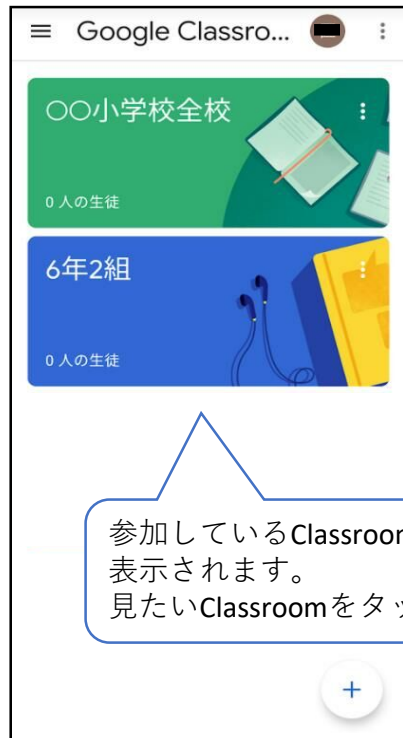 Google Classro...
〇〇小学校全校
0 人の生徒
6年2組
0 人の生徒
参加しているClassroom
表示されます。
見たいClassroomをタッ